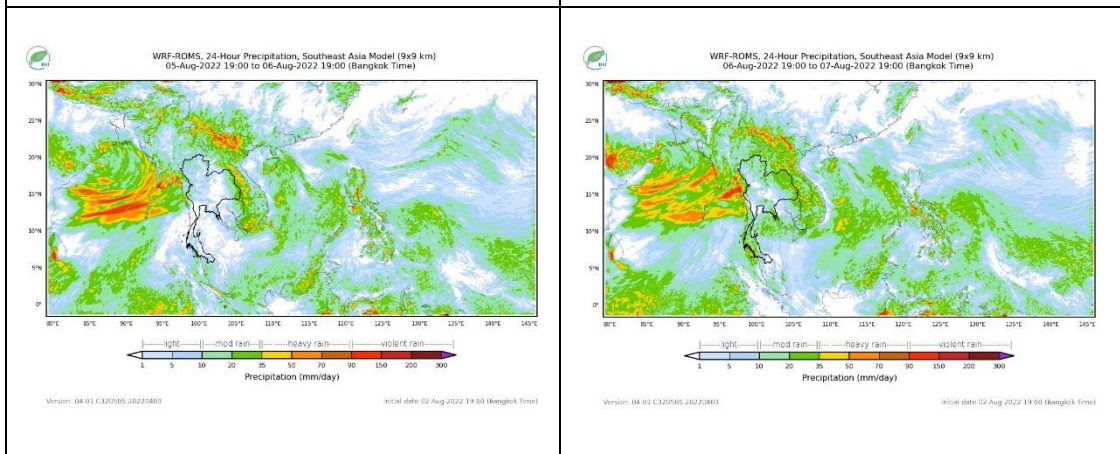 WRF-ROMS, 24-Hour Precipitation, Southeast Asia Model (9x9 km)
05-Aug-2022 19:00 to 06-Aug-2022 19:00 (Bangkok Time)
30°N
25°N
20°N
15°N
10°N
5°N
0°
80°E 85°E 90°E 95°E 100°E 105°E 110°E 115°E 120°E 125°E 130°E 135°E 140°E 145°E
light mod rain heavy rain violent rain
1 5 10 20 35 50 70 90 150 200 300
Precipitation (mm/day)
Version: 04.01 C320505.20220403 Initial date 02 Aug 2022 19 00 (Bangkok Time)
WRF-ROMS, 24-Hour Precipitation, Southeast Asia Model (9x9 km)
06-Aug-2022 19:00 to 07-Aug-2022 19:00 (Bangkok Time)
30°N
25°N
20°N
15°N
10°N
5°N
0°
80°E 85°E 90°E 95°E 100°E 105°E 110°E 115°E 120°E 125°E 130°E 135°E 140°E 145°E
light mod rain heavy rain violent rain
1 5 10 20 35 50 70 90 150 200 300
Precipitation (mm/day)
Version: 04.01 C320505.20220403 Initial date 02 Aug 2022 19 00 (Bangkok Time)